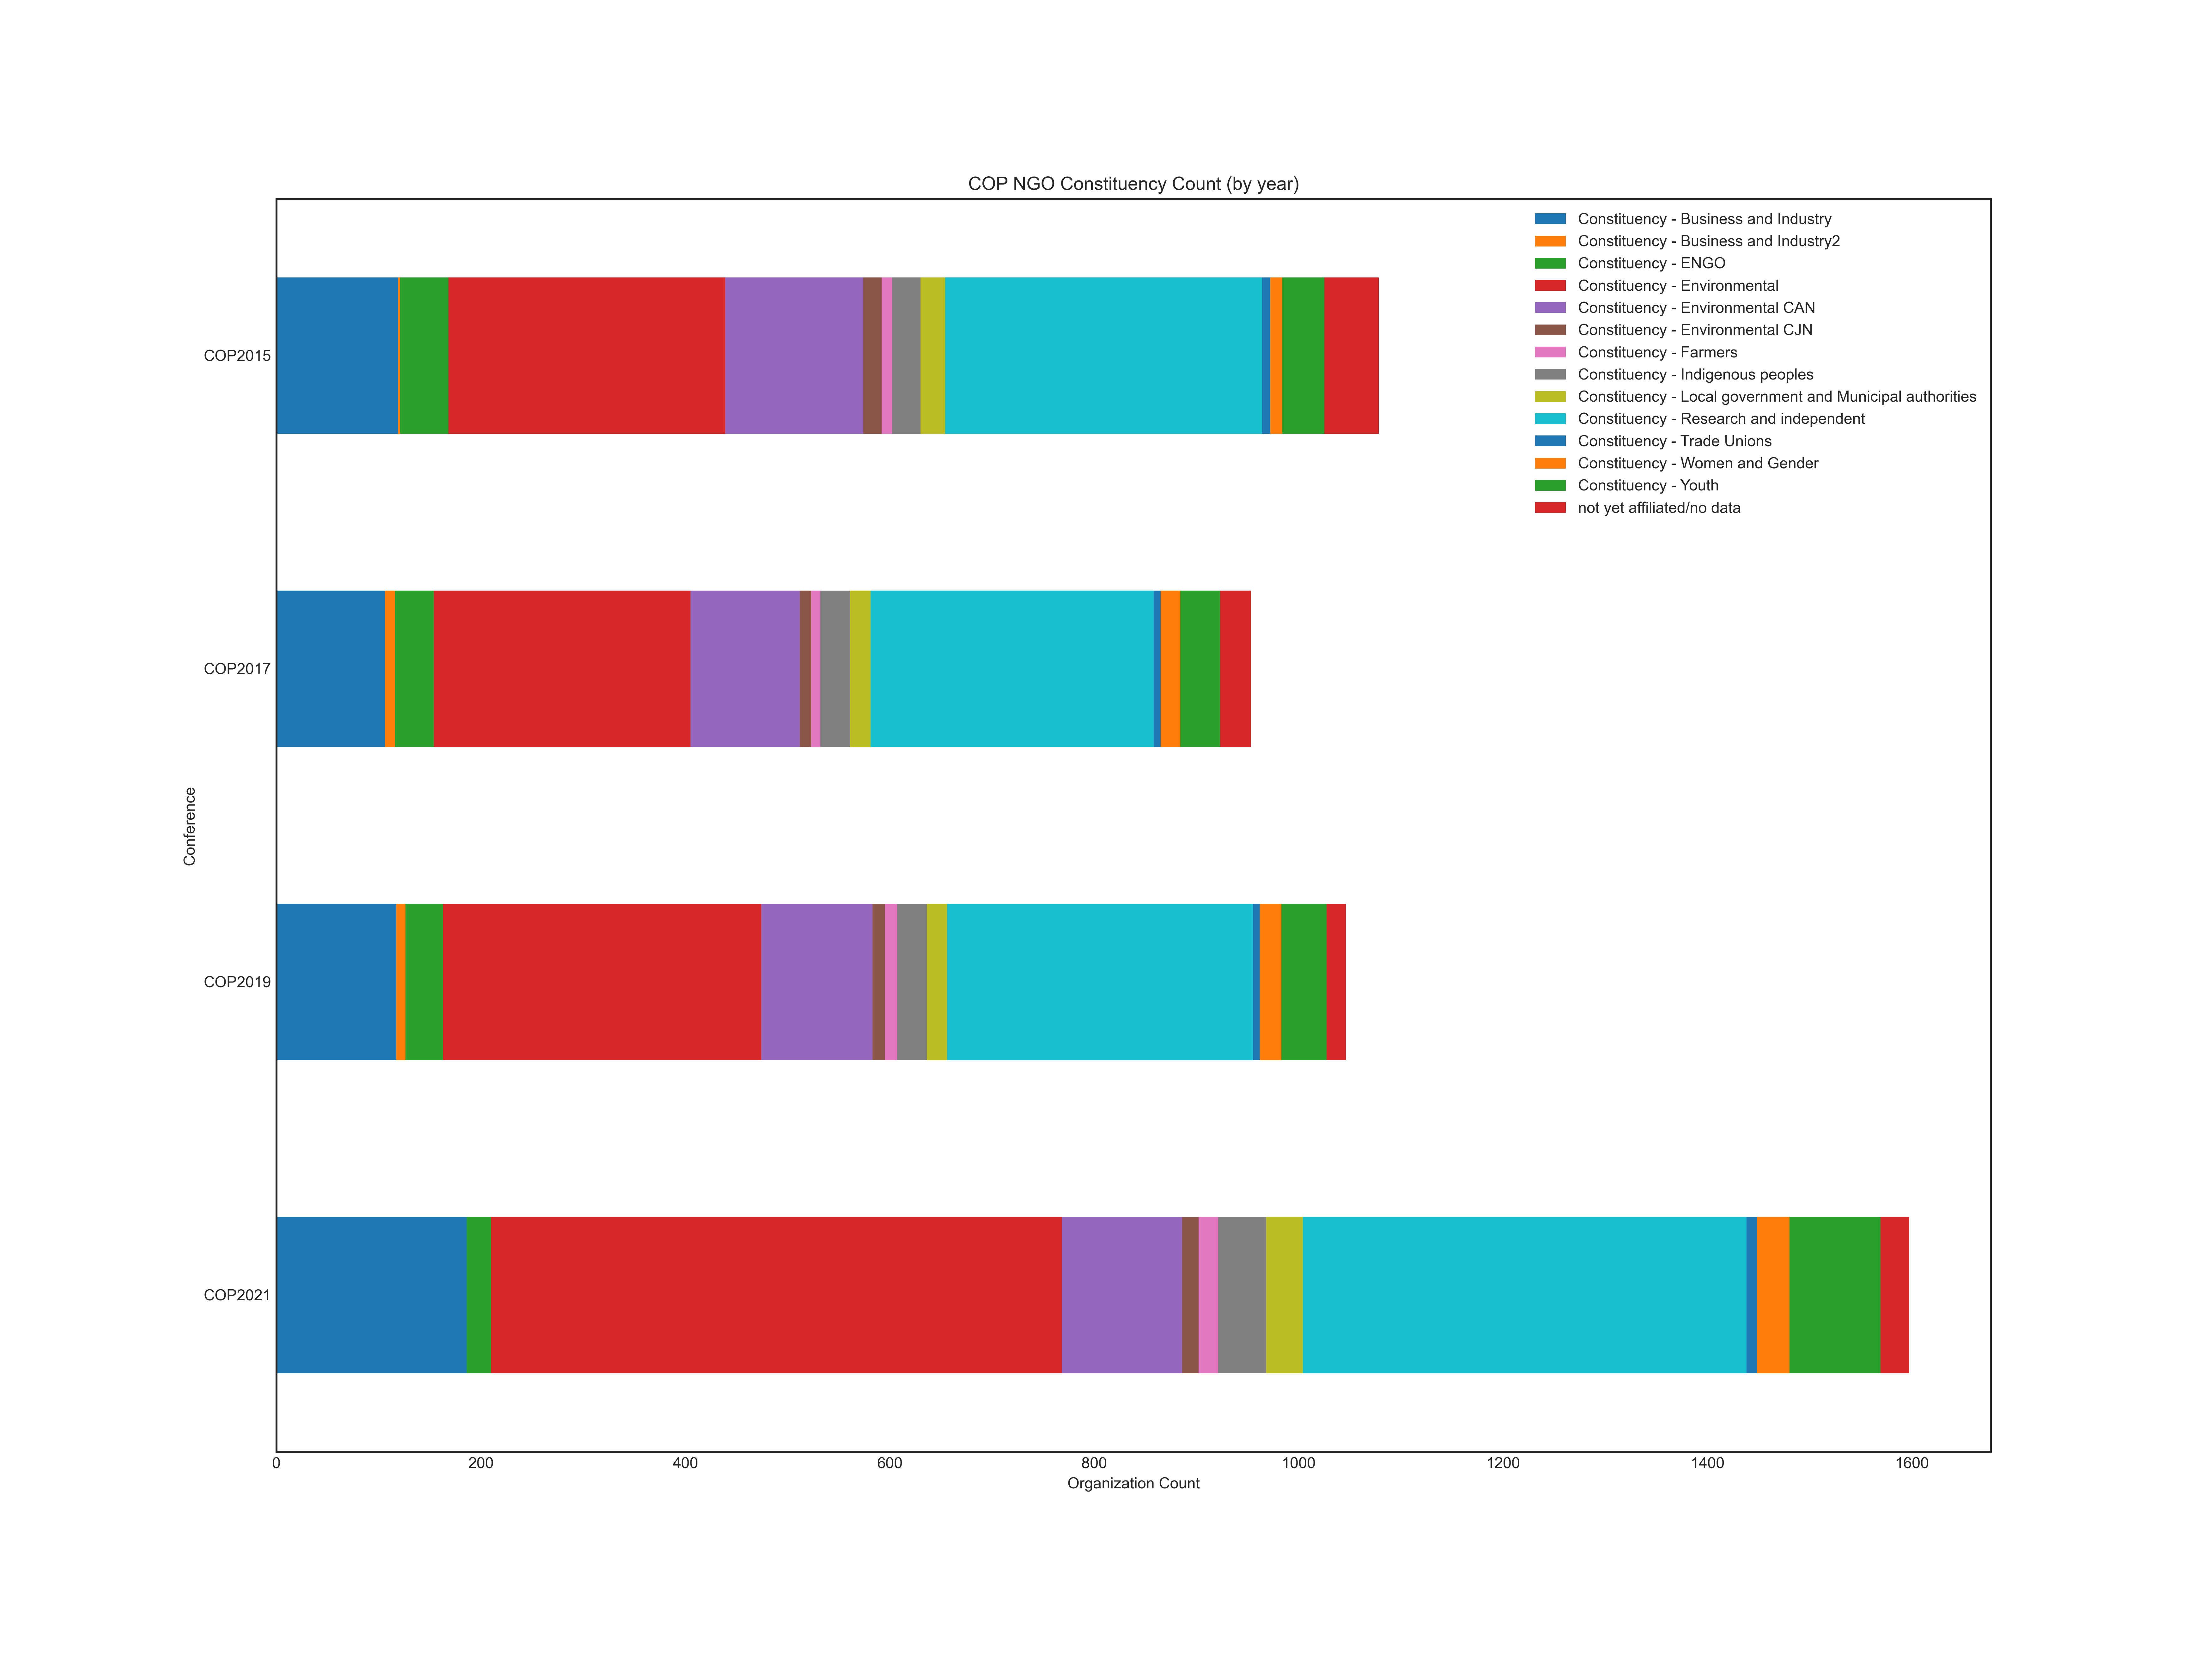 COP NGO Constituency Count (by year)
Constituency - Business and Industry
Constituency - Business and Industry2
Constituency - ENGO
Constituency - Environmental
Constituency - Environmental CAN
Constituency - Environmental CJN
Constituency - Farmers
Constituency - Indigenous peoples
Constituency - Local government and Municipal authorities
Constituency - Research and independent
Constituency - Trade Unions
Constituency - Women and Gender
Constituency - Youth
not yet affiliated/no data
COP2015
COP2017
Conference
COP2019
COP2021
0 200 400 600 800 1000 1200 1400 1600
Organization Count